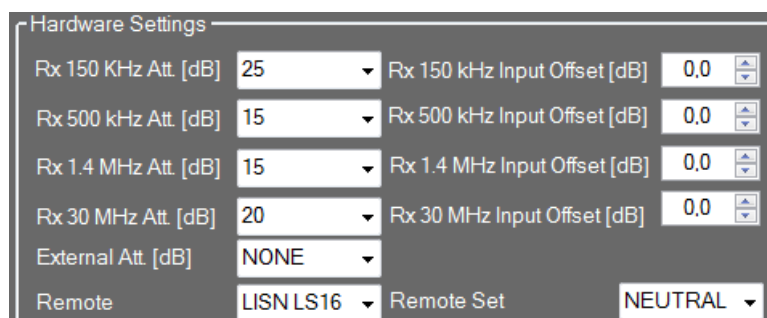 Hardware Settings
Rx 150 KHz Att. [dB] 25 Rx 150 kHz Input Offset [dB] 0,0
Rx 500 kHz Att. [dB] 15 Rx 500 kHz Input Offset [dB] 0,0
Rx 1.4 MHz Att. [dB] 15 Rx 1.4 MHz Input Offset [dB] 0,0
Rx 30 MHz Att. [dB] 20 Rx 30 MHz Input Offset [dB] 0,0
External Att. [dB] NONE
Remote LISN LS16 Remote Set NEUTRAL